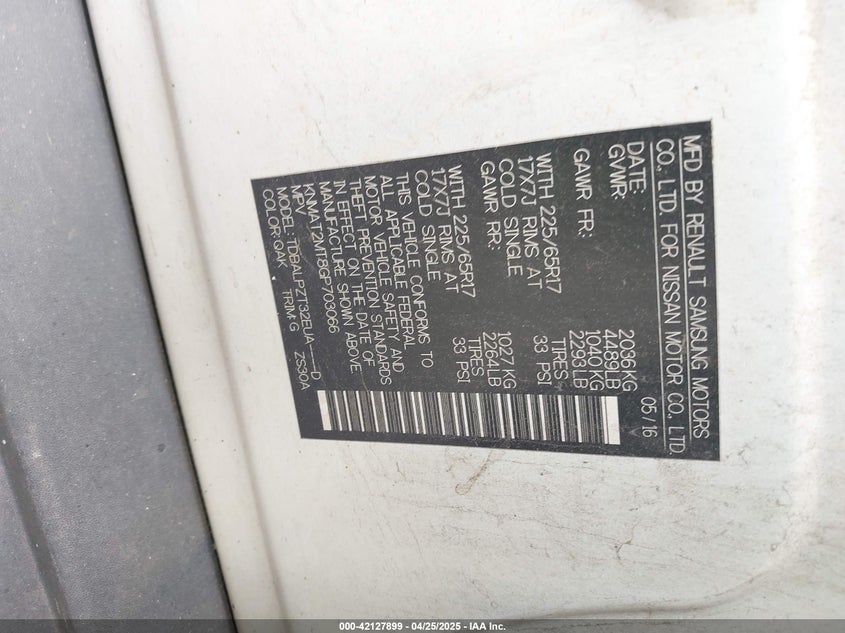 MFD BY RENAULT SAMSUNG MOTORS
CO., LTD. FOR NISSAN MOTOR CO., LTD.
DATE: 05/16
GVWR: 2036KG
4489LB
GAWR FR: 1040KG
2293LB
WITH 225/65R17 TIRES
17X7J RIMS AT 33 PSI
COLD SINGLE
GAWR RR: 1027KG
2264LB
WITH 225/65R17 TIRES
17X7J RIMS AT 33 PSI
COLD SINGLE
THIS VEHICLE CONFORMS TO
ALL APPLICABLE FEDERAL
MOTOR VEHICLE SAFETY AND
THEFT PREVENTION STANDARDS
IN EFFECT ON THE DATE OF
MANUFACTURE SHOWN ABOVE.
KNMAT2MT8GP703066
MPV
MODEL: TDBALPZT32EUA----D
COLOR: QAK TRIM: G ZS30A
000-42127899 / 04/25/2025 - IAA Inc.